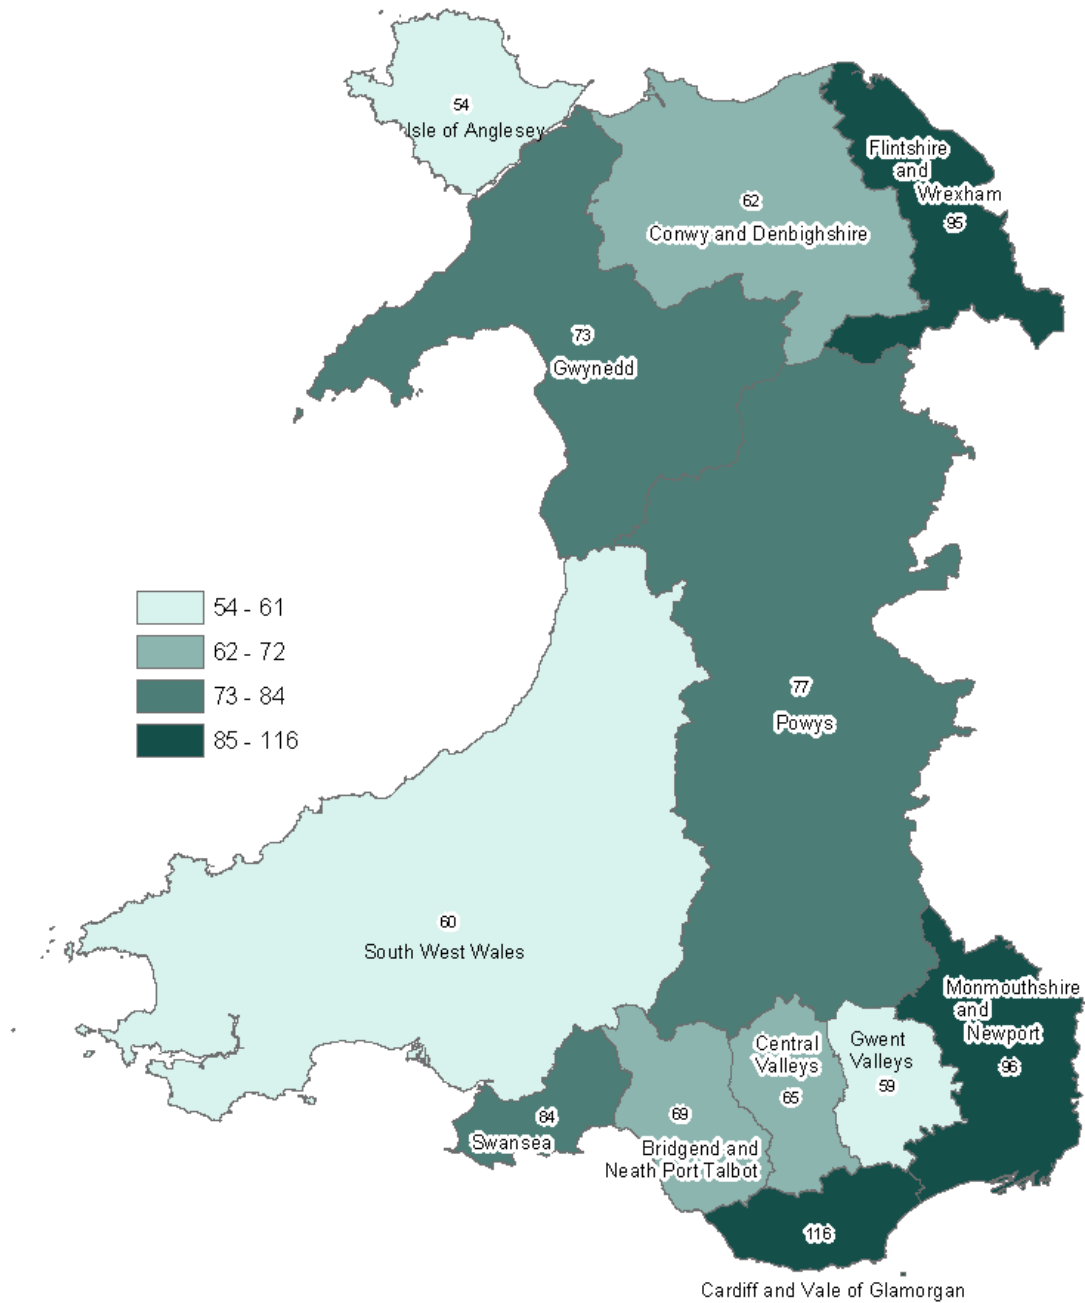 54
Isle of Anglesey
Flintshire
and
Wrexham
95
62
Conwy and Denbighshire
73
Gwynedd
54 - 61
62 - 72
73 - 84
85 - 116
77
Powys
60
South West Wales
Monmouthshire
and
Newport
96
Central
Valleys
65
Gwent
Valleys
59
84
Swansea
69
Bridgend and
Neath Port Talbot
116
Cardiff and Vale of Glamorgan